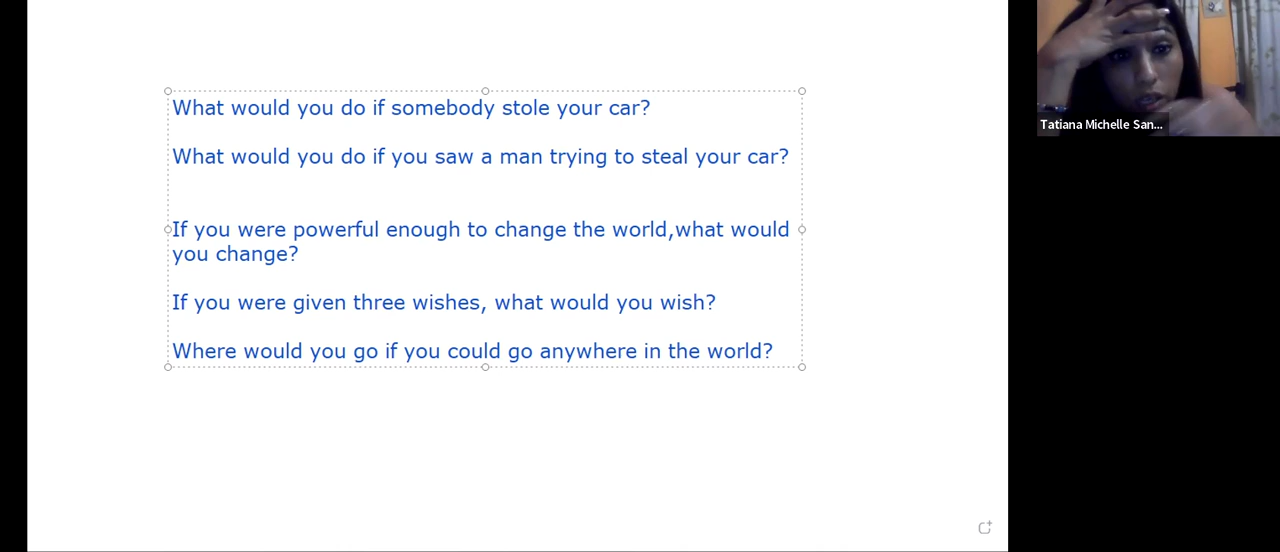 What would you do if somebody stole your car?
What would you do if you saw a man trying to steal your car?
If you were powerful enough to change the world,what would
you change?
If you were given three wishes, what would you wish?
Where would you go if you could go anywhere in the world?
Tatiana Michelle San...